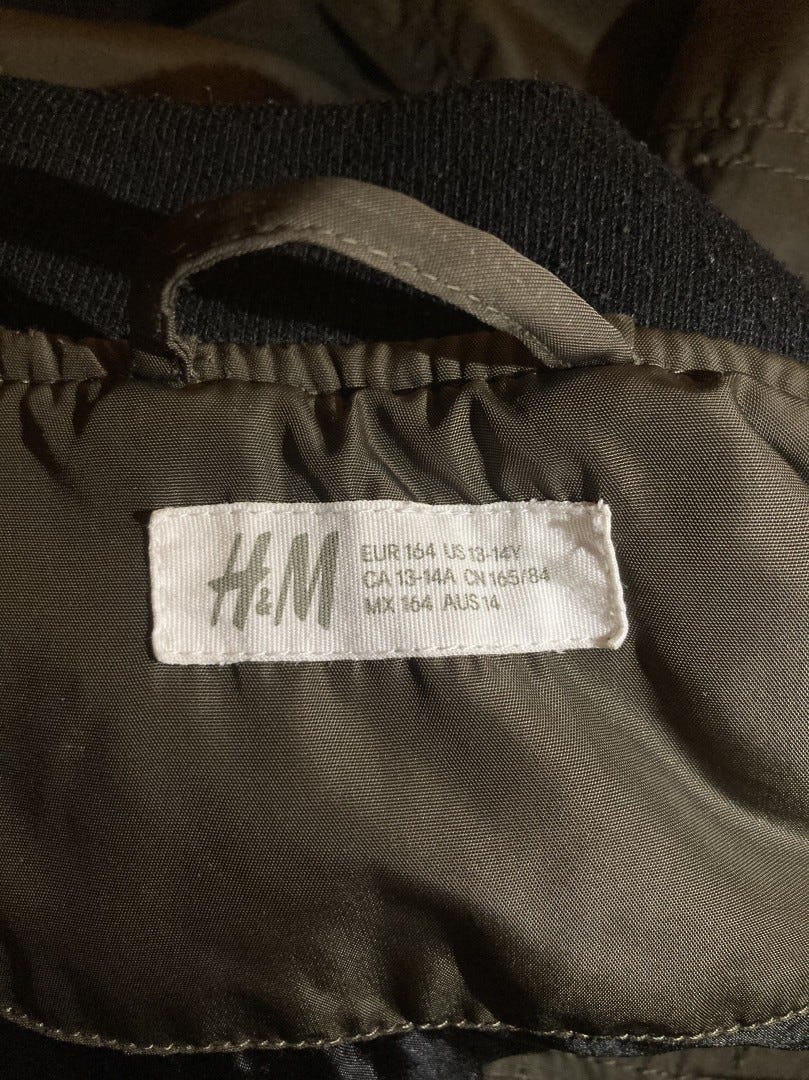 H&M
EUR 164 US 13-14Y
CA 13-14A CN 165/84
MX 164 AUS 14